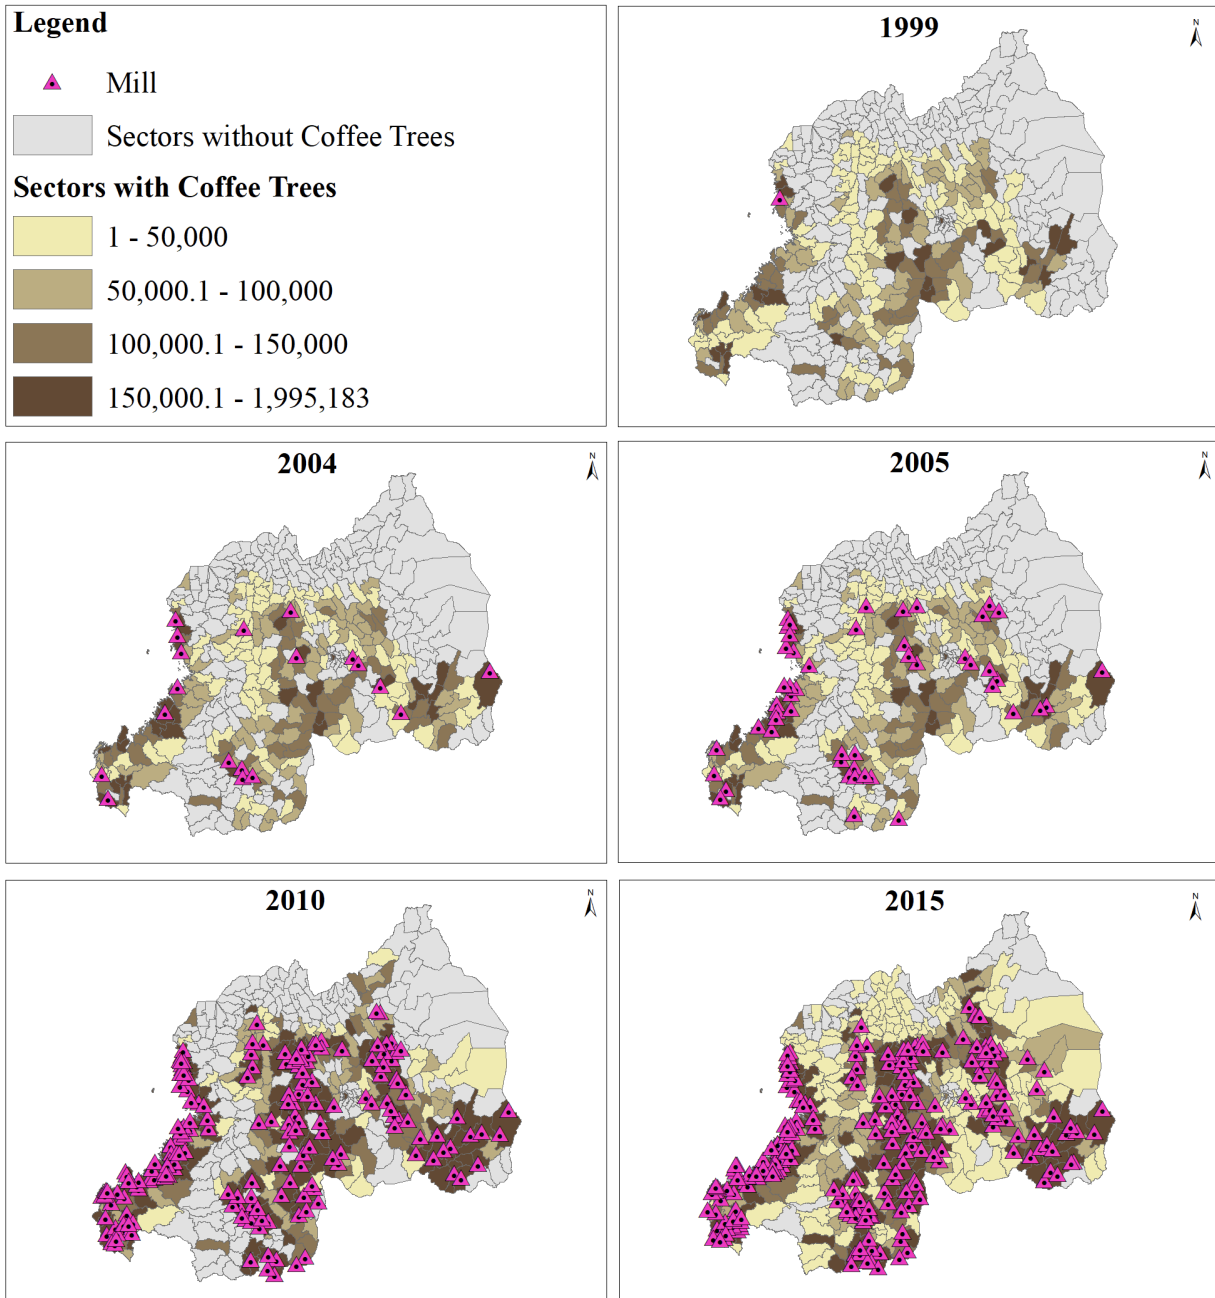 Legend
Mill
Sectors without Coffee Trees
Sectors with Coffee Trees
1 - 50,000
50,000.1 - 100,000
100,000.1 - 150,000
150,000.1 - 1,995,183
1999
N
2004
N
2005
N
2010
N
2015
N